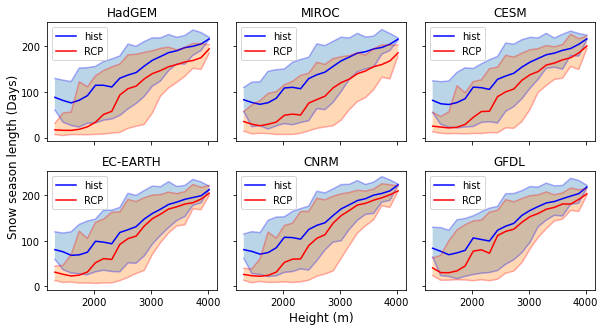 HadGEM
MIROC
CESM
hist
RCP
hist
RCP
hist
RCP
200
100
0
EC-EARTH
CNRM
GFDL
hist
RCP
hist
RCP
hist
RCP
200
100
0
2000
3000
4000
2000
3000
4000
2000
3000
4000
Snow season length (Days)
Height (m)